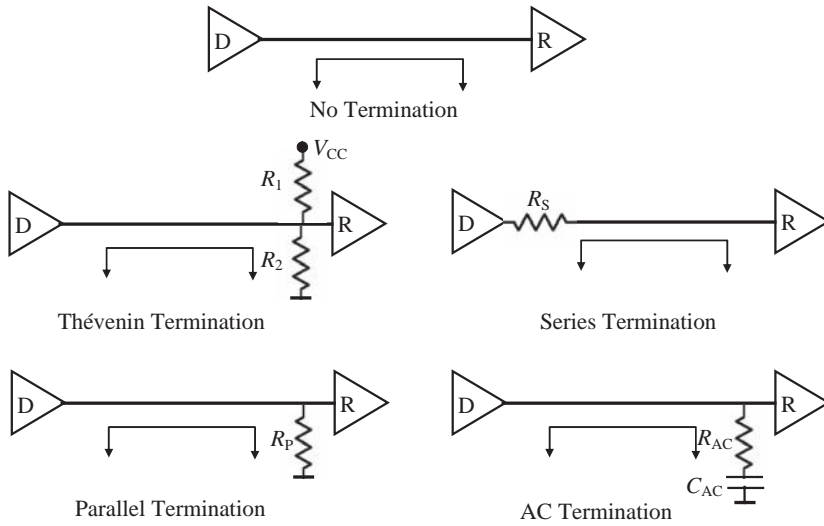 D R
No Termination
V_CC
R_1
D R
R_2
Thévenin Termination
R_S
D R
Series Termination
D R
R_P
Parallel Termination
D R
R_AC
C_AC
AC Termination